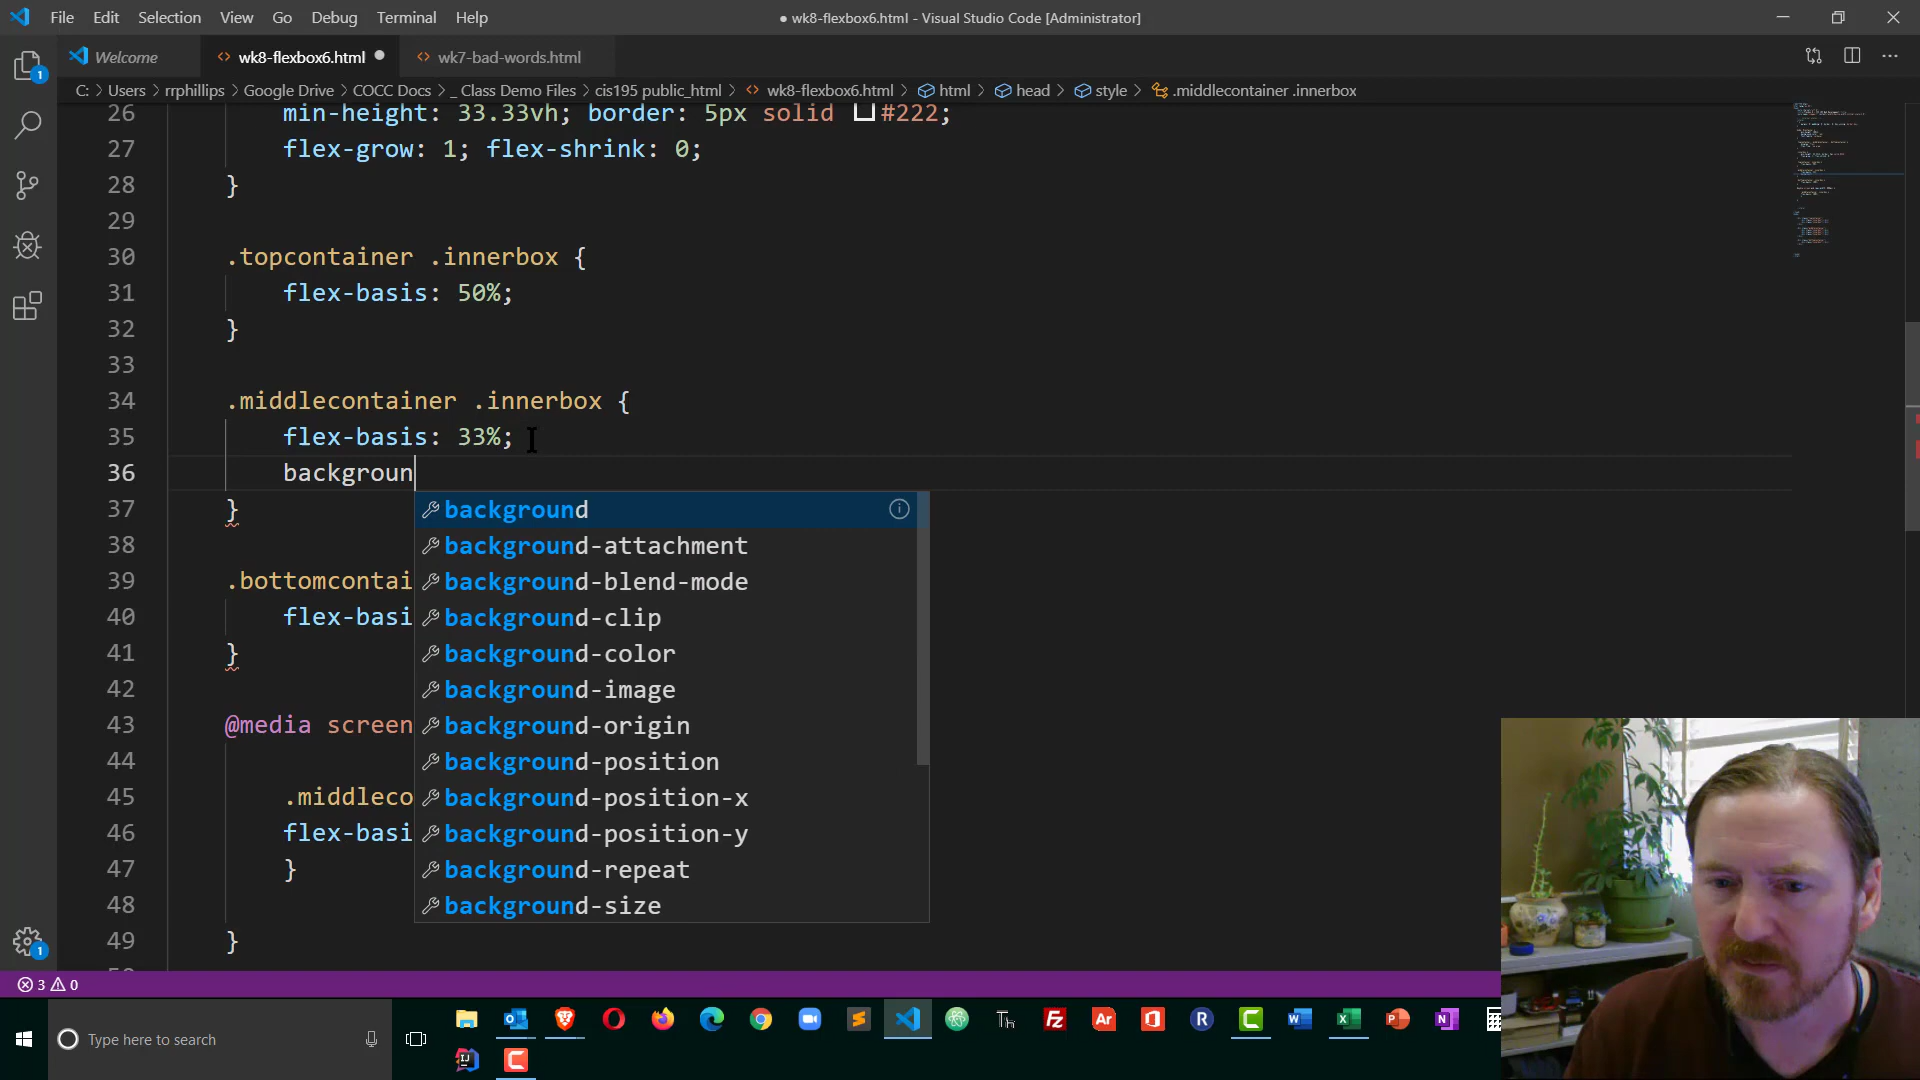 File Edit Selection View Go Debug Terminal Help
● wk8-flexbox6.html - Visual Studio Code [Administrator]
Welcome
wk8-flexbox6.html
wk7-bad-words.html
C: > Users > rrphillips > Google Drive > COCC Docs > _ Class Demo Files > cis195 public_html > wk8-flexbox6.html > html > head > style > .middlecontainer .innerbox
26 min-height: 33.33vh; border: 5px solid #222;
27 flex-grow: 1; flex-shrink: 0;
28 }
29
30 .topcontainer .innerbox {
31 flex-basis: 50%;
32 }
33
34 .middlecontainer .innerbox {
35 flex-basis: 33%;
36 backgroun
37 }
background
38
background-attachment
39 .bottomcontai
background-blend-mode
40 flex-basi
background-clip
41 }
background-color
42
background-image
43 @media screen
background-origin
44
background-position
45 .middleco
background-position-x
46 flex-basi
background-position-y
47 }
background-repeat
48
background-size
49 }
3 0
Type here to search